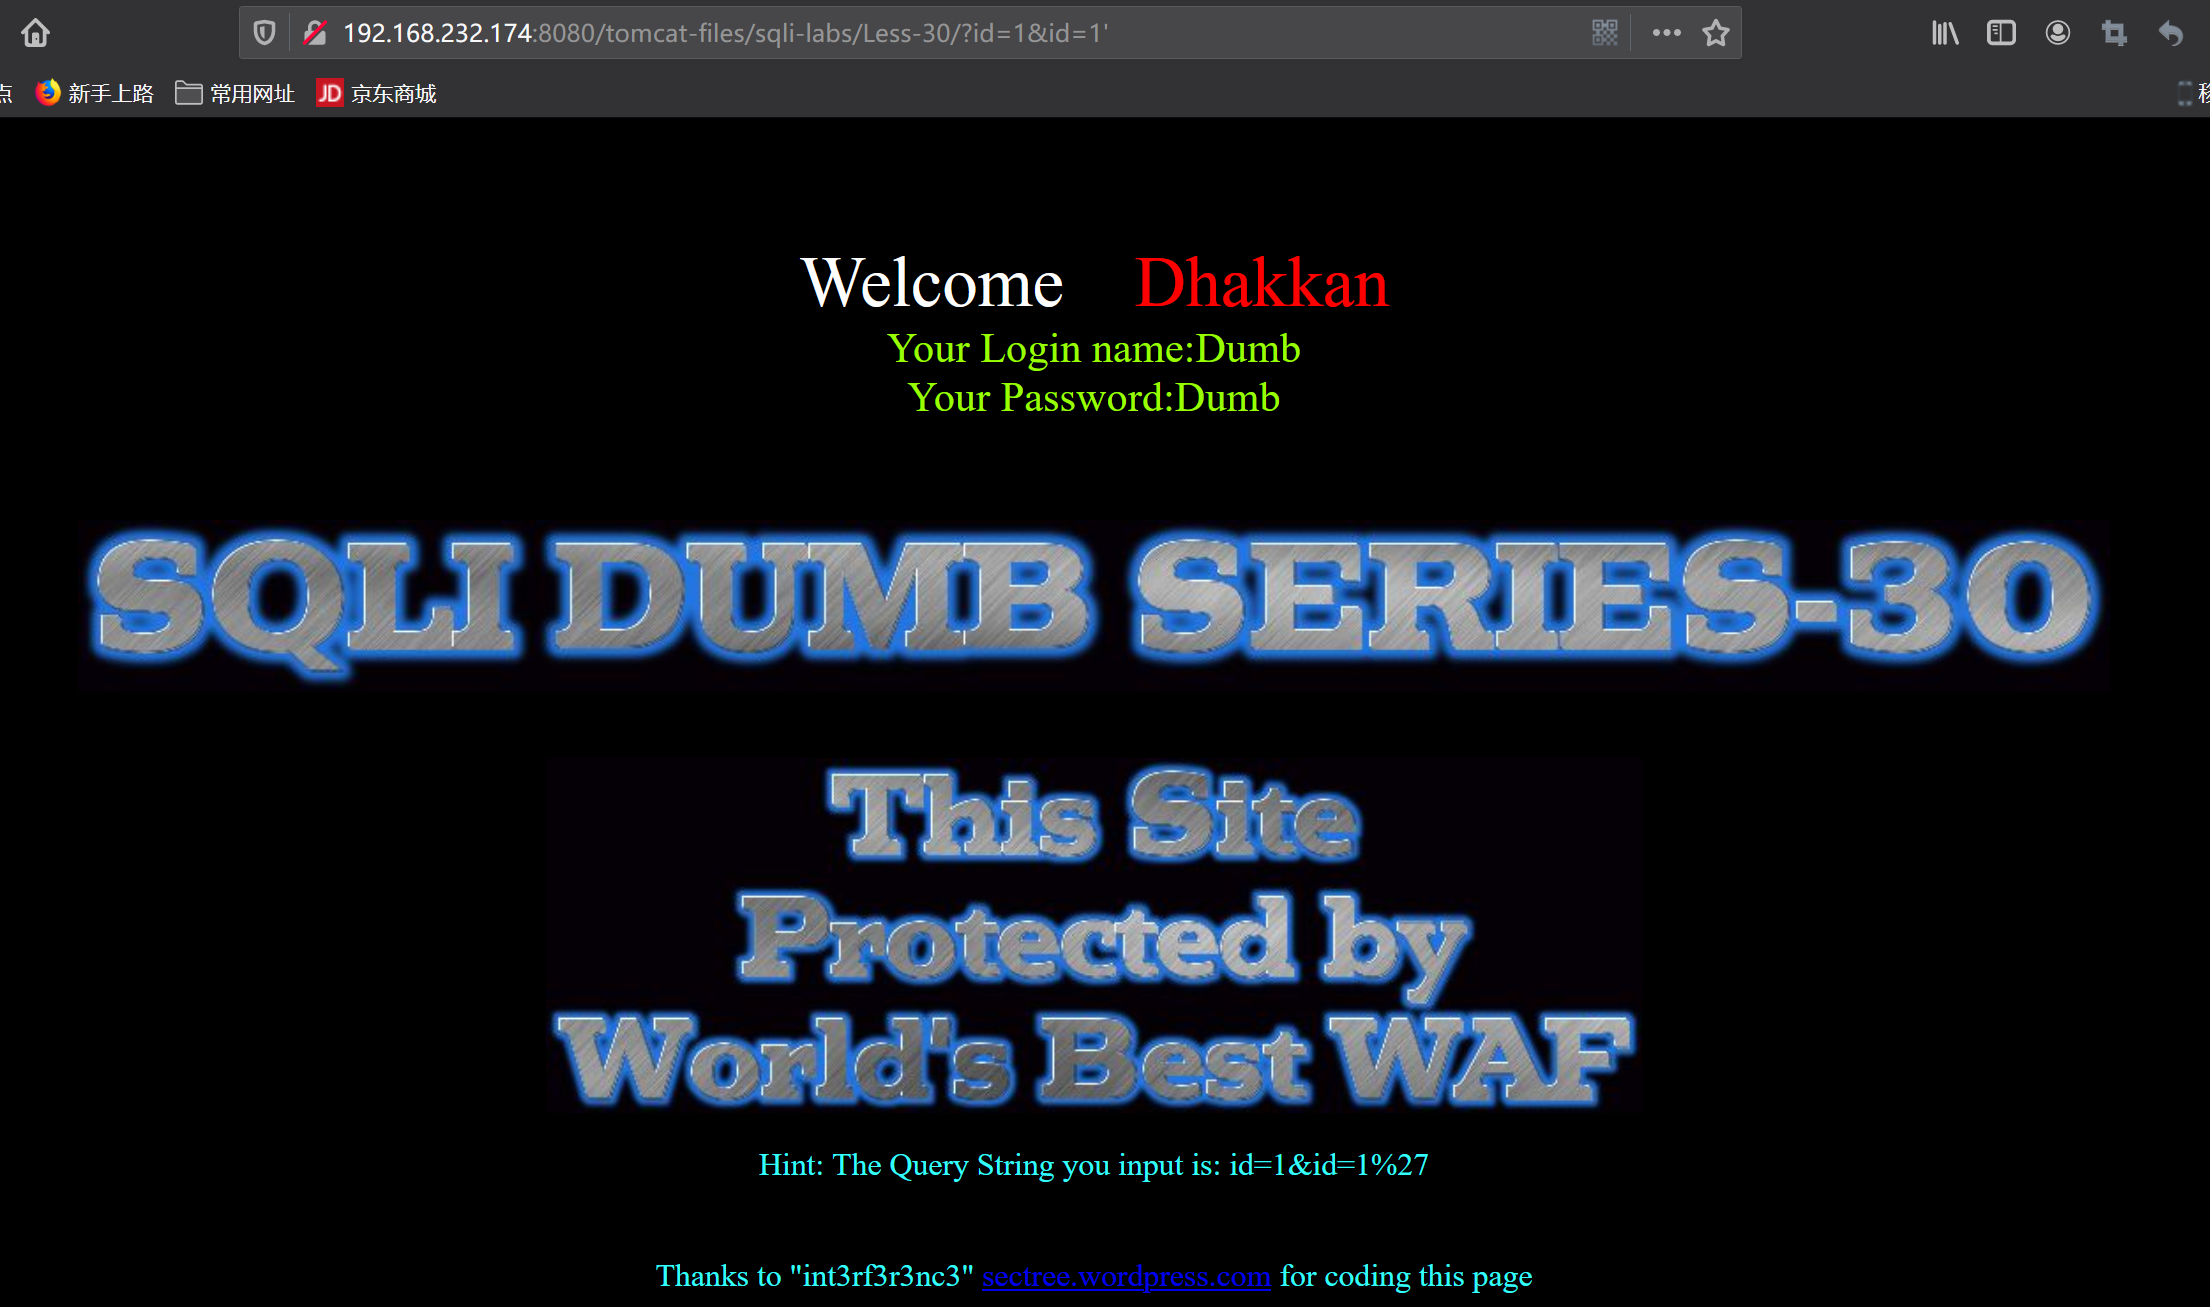 192.168.232.174:8080/tomcat-files/sqli-labs/Less-30/?id=1&id=1'
点 新手上路 常用网址 JD 京东商城 移
Welcome Dhakkan
Your Login name:Dumb
Your Password:Dumb
SQLI DUMB SERIES-30
This Site
Protected by
World's Best WAF
Hint: The Query String you input is: id=1&id=1%27
Thanks to "int3rf3r3nc3" sectree.wordpress.com for coding this page